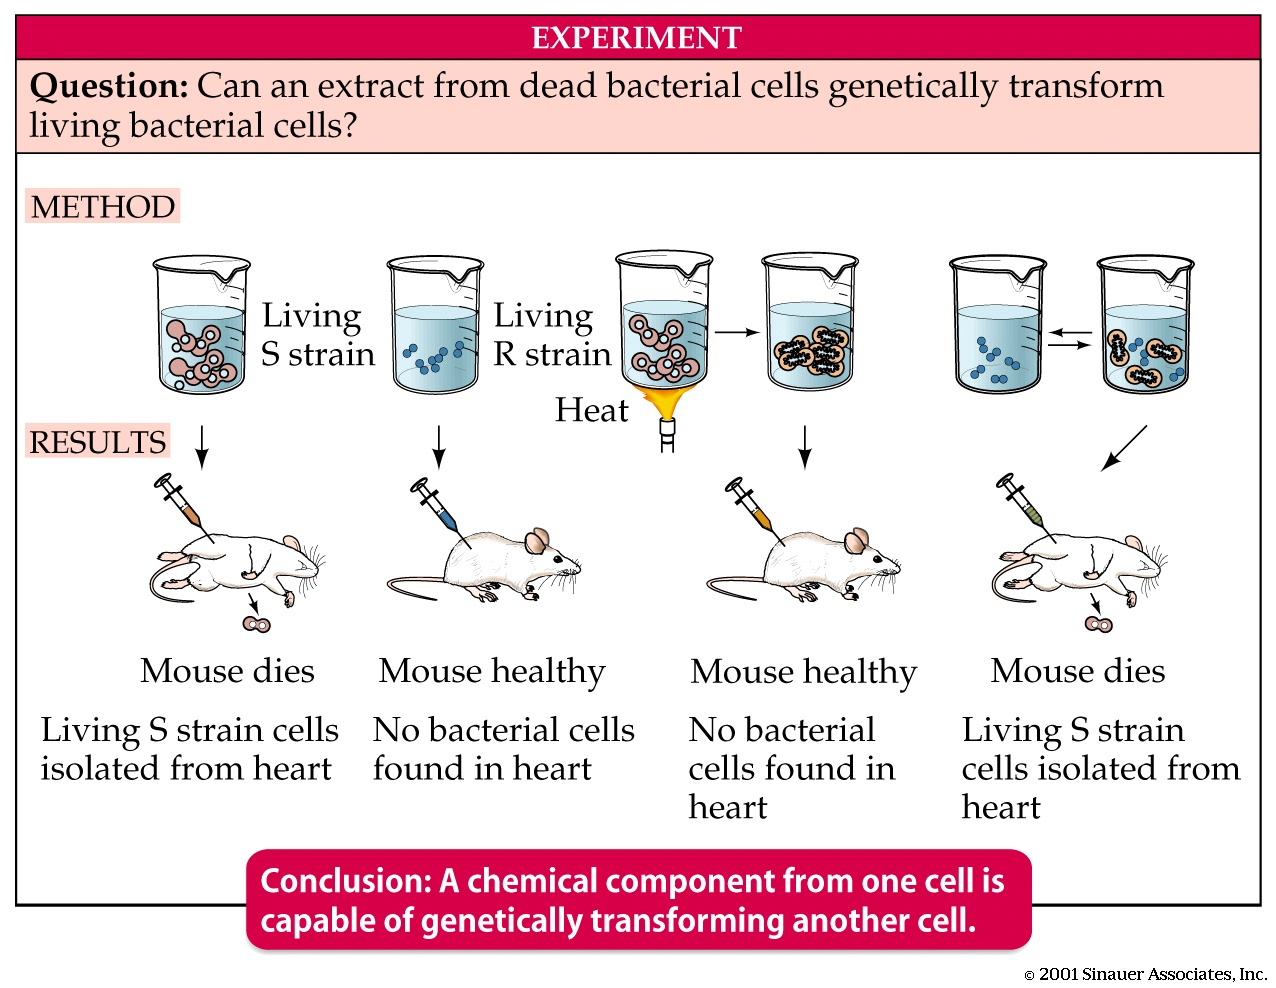 EXPERIMENT
Question: Can an extract from dead bacterial cells genetically transform
living bacterial cells?
METHOD
Living
S strain
Living
R strain
Heat
RESULTS
Mouse dies
Living S strain cells
isolated from heart
Mouse healthy
No bacterial cells
found in heart
Mouse healthy
No bacterial
cells found in
heart
Mouse dies
Living S strain
cells isolated from
heart
Conclusion: A chemical component from one cell is
capable of genetically transforming another cell.
© 2001 Sinauer Associates, Inc.